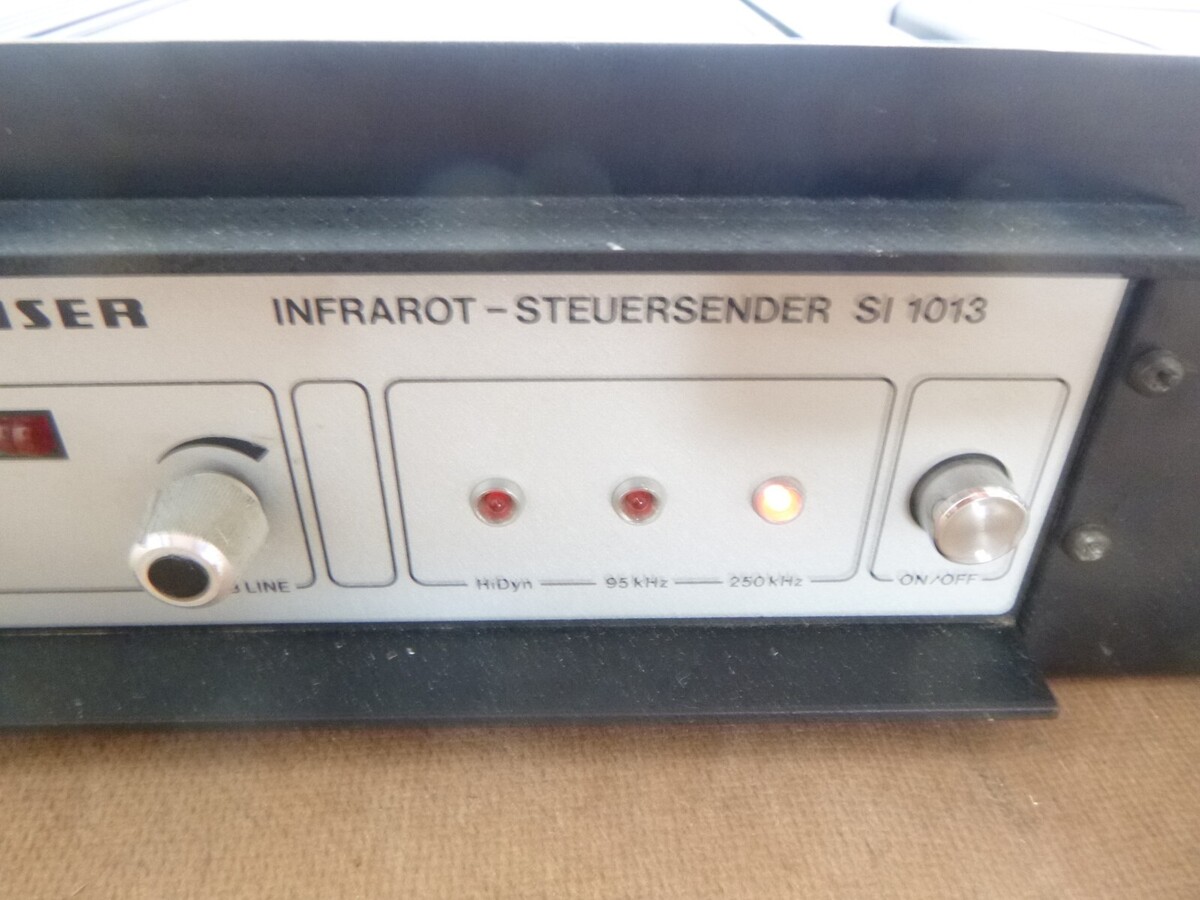 ISER
INFRAROT – STEUERSENDER SI 1013
LINE
HiDyn
95 kHz
250 kHz
ON/OFF